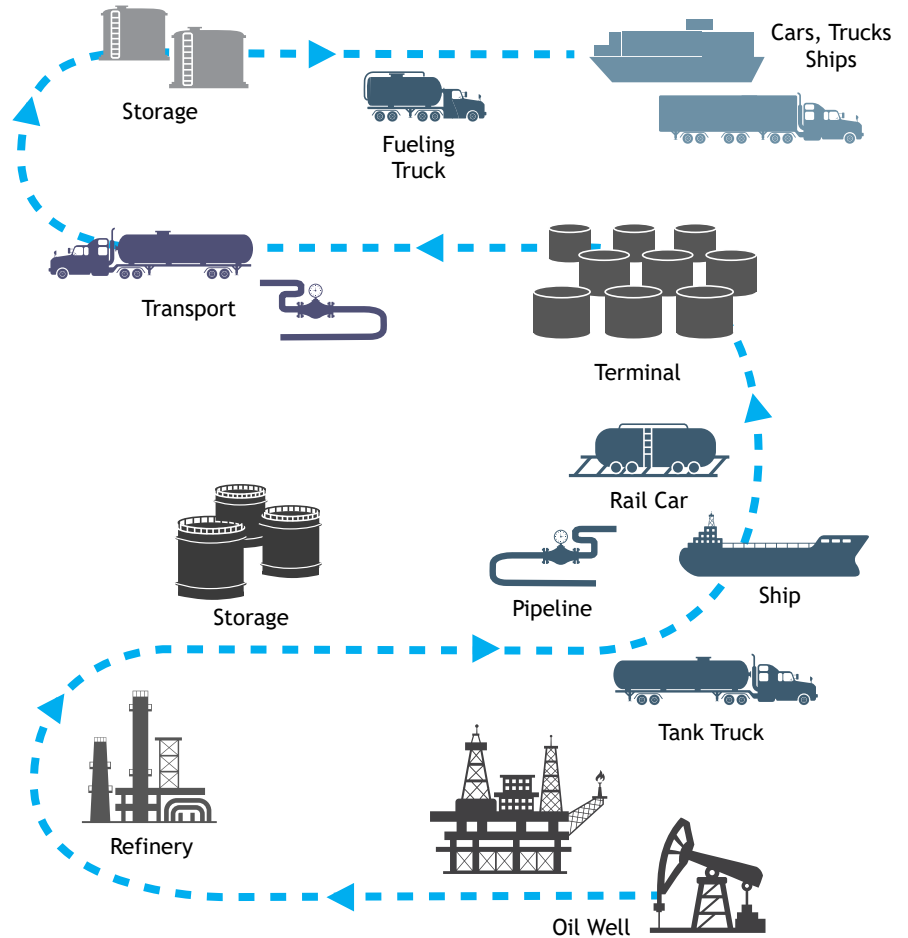 Cars, Trucks
Ships
Storage
Fueling
Truck
Transport
Terminal
Rail Car
Storage
Pipeline
Ship
Tank Truck
Refinery
Oil Well